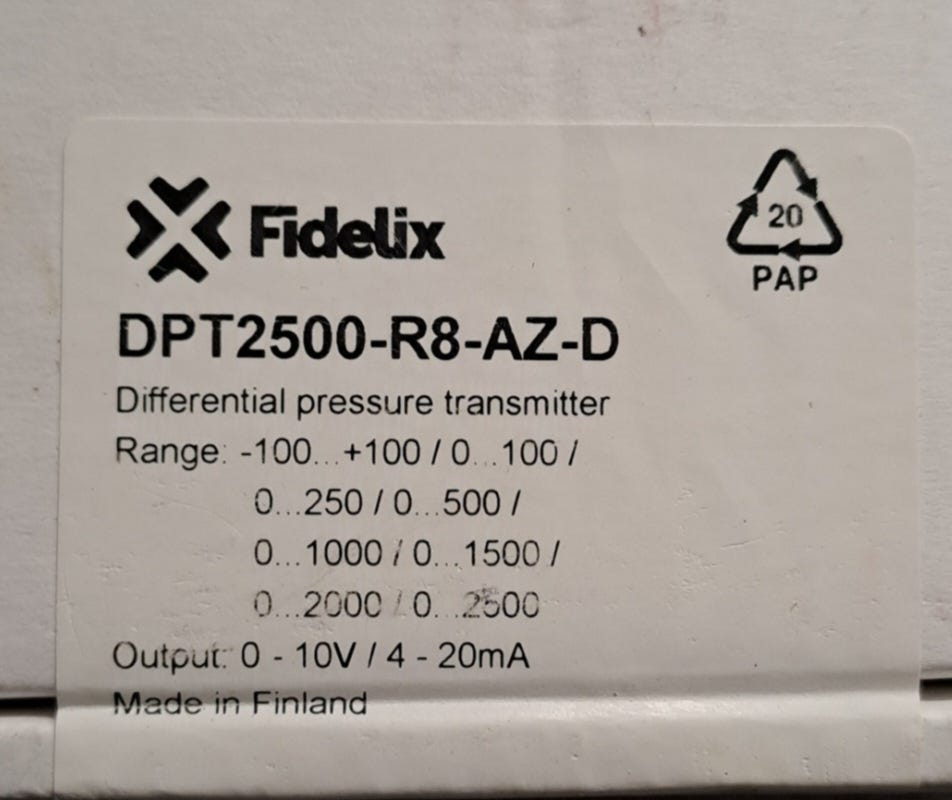 Fidelix
20
PAP
DPT2500-R8-AZ-D
Differential pressure transmitter
Range: -100...+100 / 0...100 /
0...250 / 0...500 /
0...1000 / 0...1500 /
0...2000 / 0...2500
Output: 0 - 10V / 4 - 20mA
Made in Finland